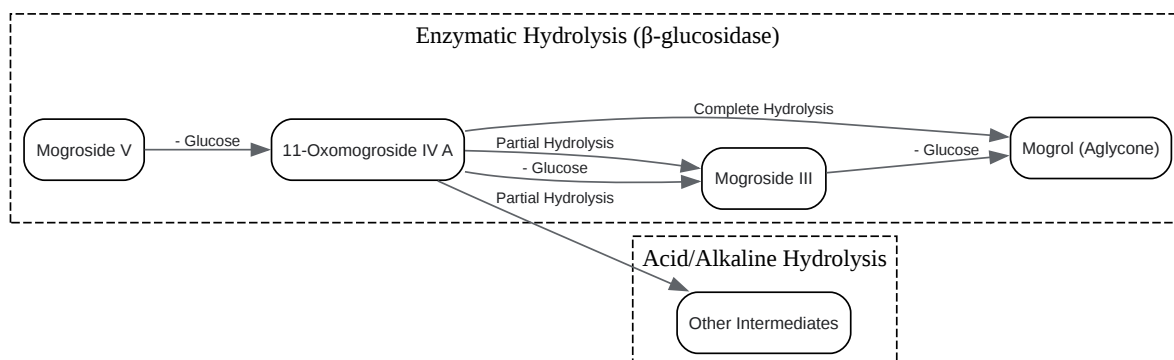 Enzymatic Hydrolysis (β-glucosidase)
Mogroside V
- Glucose
11-Oxomogroside IV A
Complete Hydrolysis
Partial Hydrolysis
- Glucose
Partial Hydrolysis
Mogroside III
- Glucose
Mogrol (Aglycone)
Acid/Alkaline Hydrolysis
Other Intermediates